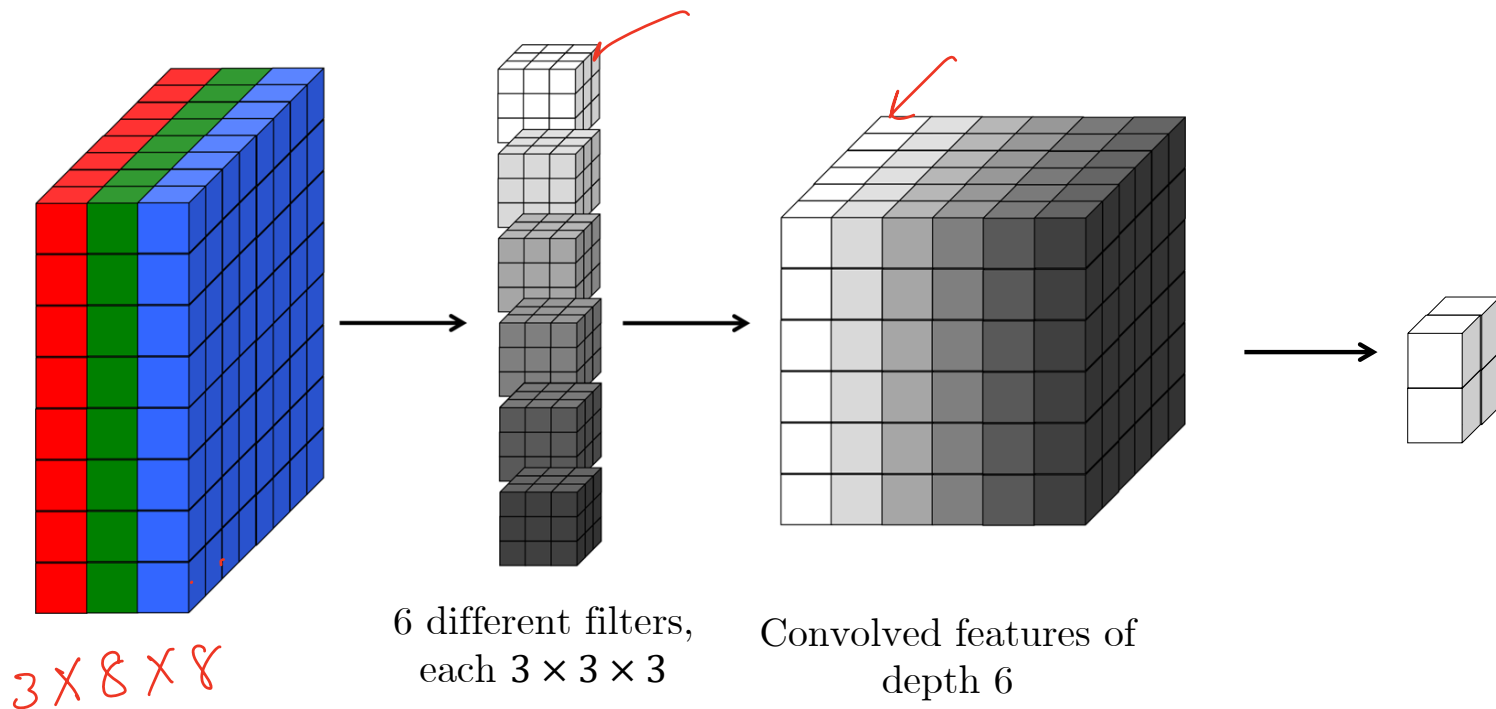 3 X 8 X 8
6 different filters,
each 3 × 3 × 3
Convolved features of
depth 6